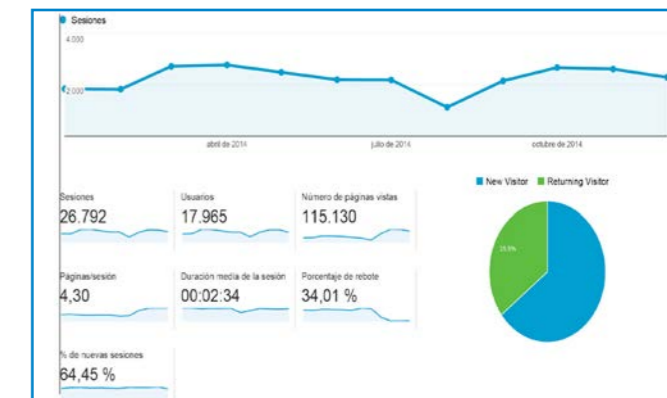 Sesiones
4.000
2.000
abril de 2014
julio de 2014
octubre de 2014
New Visitor
Returning Visitor
Sesiones
26.792
Usuarios
17.965
Número de páginas vistas
115.130
Páginas/sesión
4,30
Duración media de la sesión
00:02:34
Porcentaje de rebote
34,01 %
% de nuevas sesiones
64,45 %